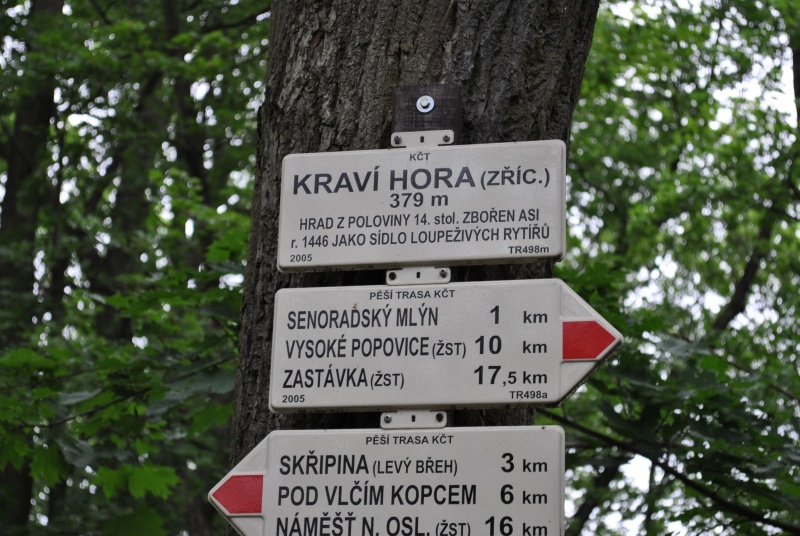 KČT
KRAVÍ HORA (ZŘÍC.)
379 m
HRAD Z POLOVINY 14. stol. ZBOŘEN ASI
r. 1446 JAKO SÍDLO LOUPEŽIVÝCH RYTÍŘŮ
2005 TR498m
PĚŠÍ TRASA KČT
SENORADSKÝ MLÝN 1 km
VYSOKÉ POPOVICE (ŽST) 10 km
ZASTÁVKA (ŽST) 17,5 km
2005 TR498a
PĚŠÍ TRASA KČT
SKŘIPINA (LEVÝ BŘEH) 3 km
POD VLČÍM KOPCEM 6 km
NÁMĚŠŤ N. OSL. (ŽST) 16 km